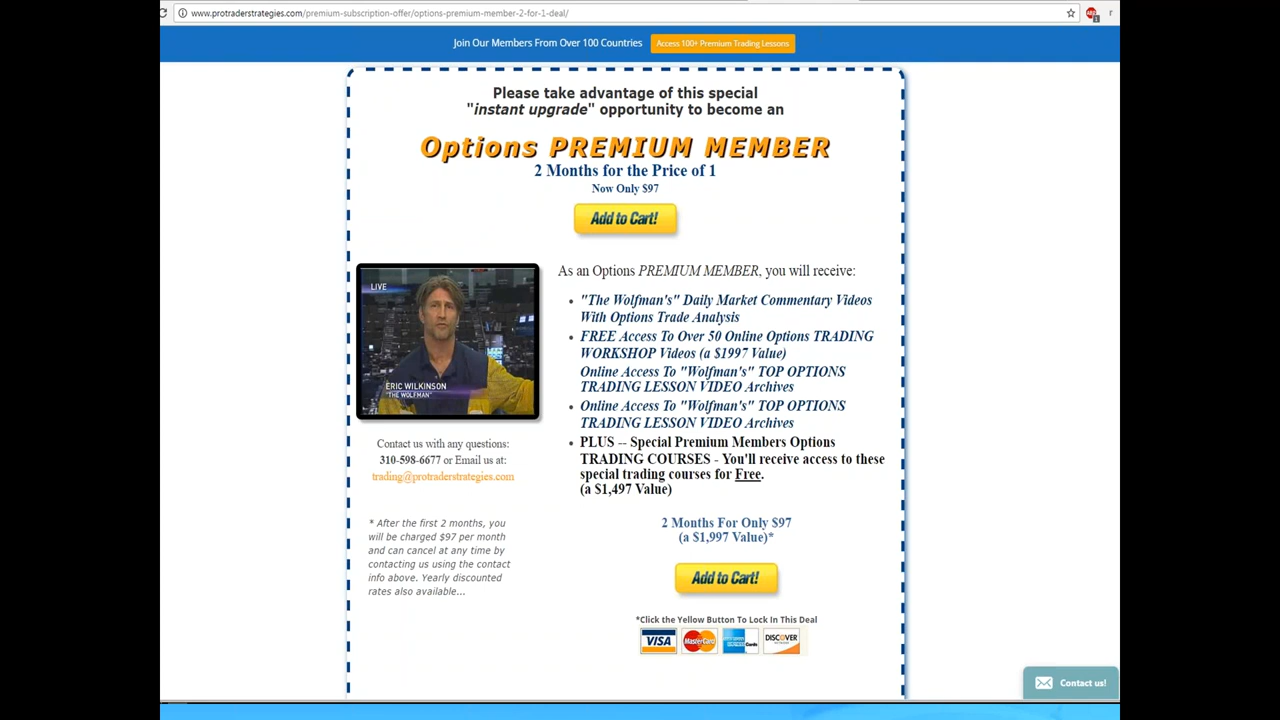 www.protraderstrategies.com/premium-subscription-offer/options-premium-member-2-for-1-deal/
Join Our Members From Over 100 Countries
Access 100+ Premium Trading Lessons
Please take advantage of this special
"instant upgrade" opportunity to become an
Options PREMIUM MEMBER
2 Months for the Price of 1
Now Only $97
Add to Cart!
LIVE
ERIC WILKINSON
"THE WOLFMAN"
Contact us with any questions:
310-598-6677 or Email us at:
trading@protraderstrategies.com
* After the first 2 months, you
will be charged $97 per month
and can cancel at any time by
contacting us using the contact
info above. Yearly discounted
rates also available...
As an Options PREMIUM MEMBER, you will receive:
• "The Wolfman's" Daily Market Commentary Videos
With Options Trade Analysis
• FREE Access To Over 50 Online Options TRADING
WORKSHOP Videos (a $1997 Value)
Online Access To "Wolfman's" TOP OPTIONS
TRADING LESSON VIDEO Archives
• Online Access To "Wolfman's" TOP OPTIONS
TRADING LESSON VIDEO Archives
• PLUS -- Special Premium Members Options
TRADING COURSES - You'll receive access to these
special trading courses for Free.
(a $1,497 Value)
2 Months For Only $97
(a $1,997 Value)*
Add to Cart!
*Click the Yellow Button To Lock In This Deal
VISA
MasterCard
Cards
DISCOVER
Contact us!